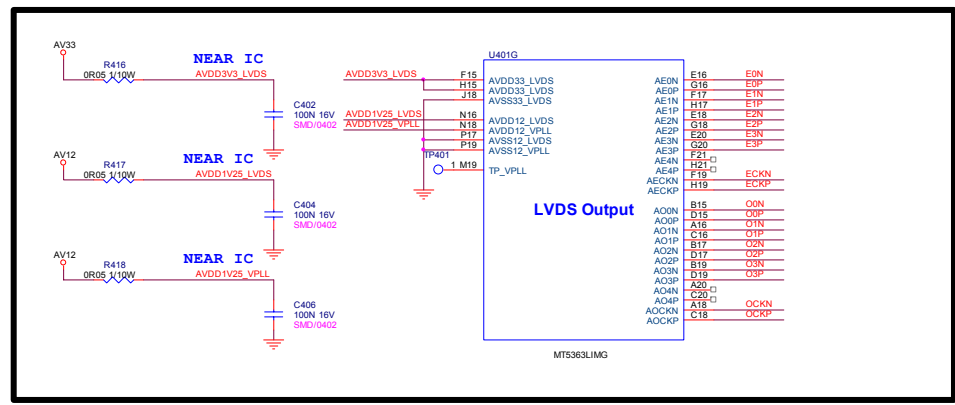 AV33
R416
0R05 1/10W
NEAR IC
AVDD3V3_LVDS
C402
100N 16V
SMD/0402
AV12
R417
0R05 1/10W
NEAR IC
AVDD1V25_LVDS
C404
100N 16V
SMD/0402
AV12
R418
0R05 1/10W
NEAR IC
AVDD1V25_VPLL
C406
100N 16V
SMD/0402
U401G
AVDD3V3_LVDS F15 AVDD33_LVDS
H15 AVDD33_LVDS
J18 AVSS33_LVDS
AVDD1V25_LVDS N16 AVDD12_LVDS
AVDD1V25_VPLL N18 AVDD12_VPLL
P17 AVSS12_LVDS
P19 AVSS12_VPLL
TP401
1 M19 TP_VPLL
LVDS Output
AE0N E16 E0N
AE0P G16 E0P
AE1N F17 E1N
AE1P H17 E1P
AE2N E18 E2N
AE2P G18 E2P
AE3N E20 E3N
AE3P G20 E3P
AE4N F21
AE4P H21
AECKN F19 ECKN
AECKP H19 ECKP
AO0N B15 O0N
AO0P D15 O0P
AO1N A16 O1N
AO1P C16 O1P
AO2N B17 O2N
AO2P D17 O2P
AO3N B19 O3N
AO3P D19 O3P
AO4N A20
AO4P C20
AOCKN A18 OCKN
AOCKP C18 OCKP
MT5363LIMG